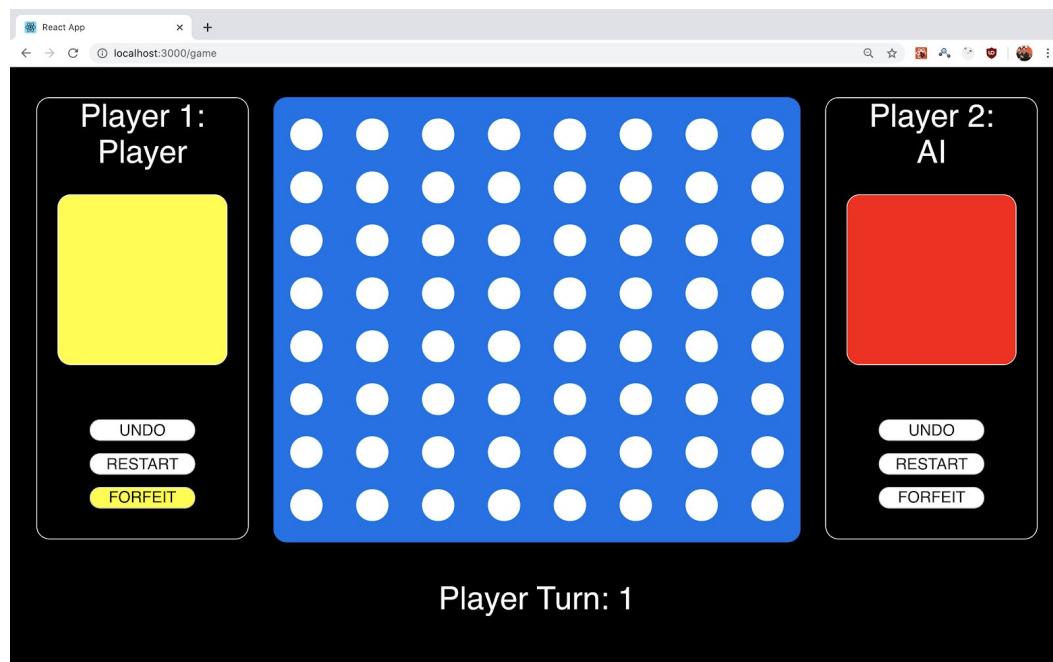 React App
localhost:3000/game
Player 1:
Player
UNDO
RESTART
FORFEIT
Player 2:
AI
UNDO
RESTART
FORFEIT
Player Turn: 1